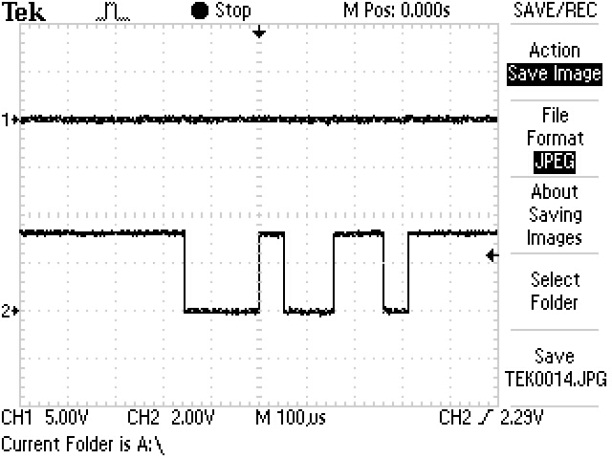 Tek Stop M Pos: 0.000s SAVE/REC
Action
Save Image
1
File
Format
JPEG
About
Saving
Images
Select
Folder
2
Save
TEK0014.JPG
CH1 5.00V CH2 2.00V M 100µs CH2 2.29V
Current Folder is A:\